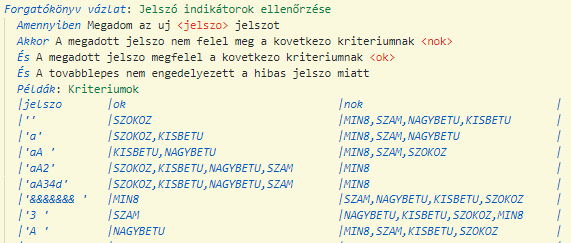 Forgatókönyv vázlat: Jelszó indikátorok ellenőrzése
Amennyiben Megadom az uj <jelszo> jelszot
Akkor A megadott jelszo nem felel meg a kovetkezo kriteriumnak <nok>
És A megadott jelszo megfelel a kovetkezo kriteriumnak <ok>
És A tovabblepes nem engedelyezett a hibas jelszo miatt
Példák: Kriteriumok
|jelszo |ok |nok |
|'' |SZOKOZ |MIN8,SZAM,NAGYBETU,KISBETU |
|'a' |SZOKOZ,KISBETU |MIN8,SZAM,NAGYBETU |
|'aA ' |KISBETU,NAGYBETU |MIN8,SZAM,SZOKOZ |
|'aA2' |SZOKOZ,KISBETU,NAGYBETU,SZAM |MIN8 |
|'aA34d' |SZOKOZ,KISBETU,NAGYBETU,SZAM |MIN8 |
|'&&&&&&& ' |MIN8 |SZAM,NAGYBETU,KISBETU,SZOKOZ |
|'3 ' |SZAM |NAGYBETU,KISBETU,SZOKOZ,MIN8 |
|'A ' |NAGYBETU |MIN8,SZAM,KISBETU,SZOKOZ |